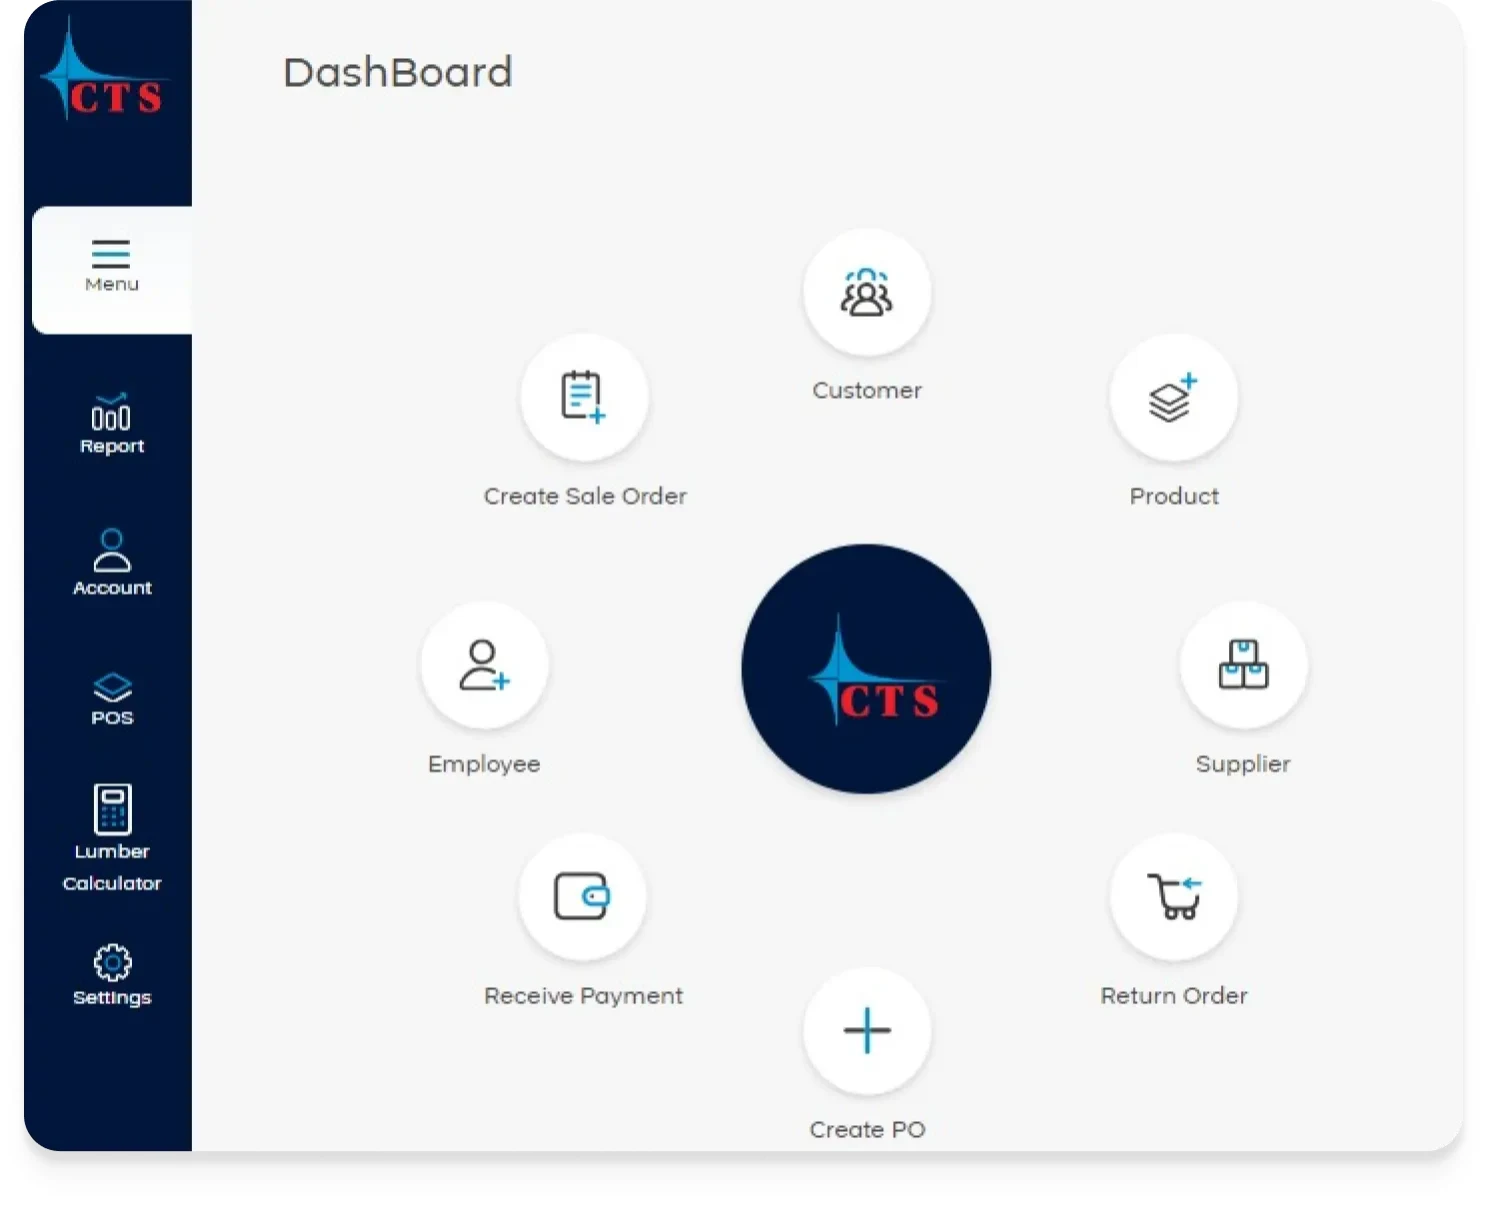 CTS
DashBoard
Menu
Report
Account
POS
Lumber
Calculator
Settings
Customer
Create Sale Order
Product
CTS
Employee
Supplier
Receive Payment
Return Order
Create PO